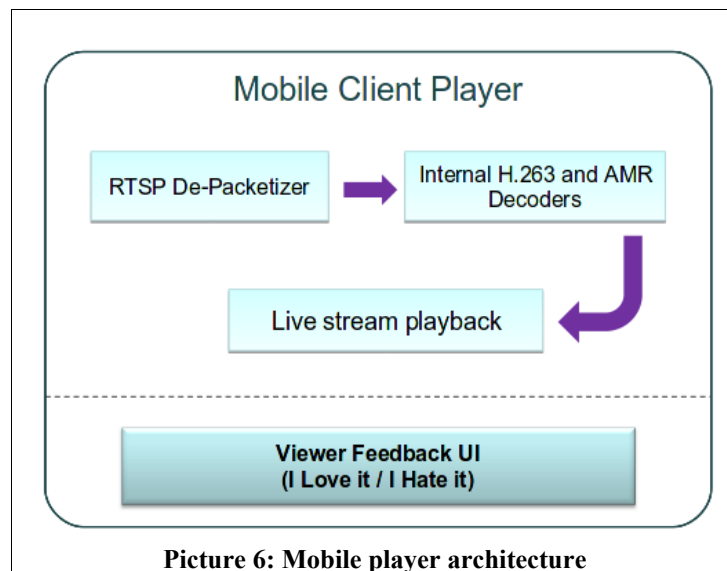 Mobile Client Player
RTSP De-Packetizer
Internal H.263 and AMR
Decoders
Live stream playback
Viewer Feedback UI
(I Love it / I Hate it)
Picture 6: Mobile player architecture